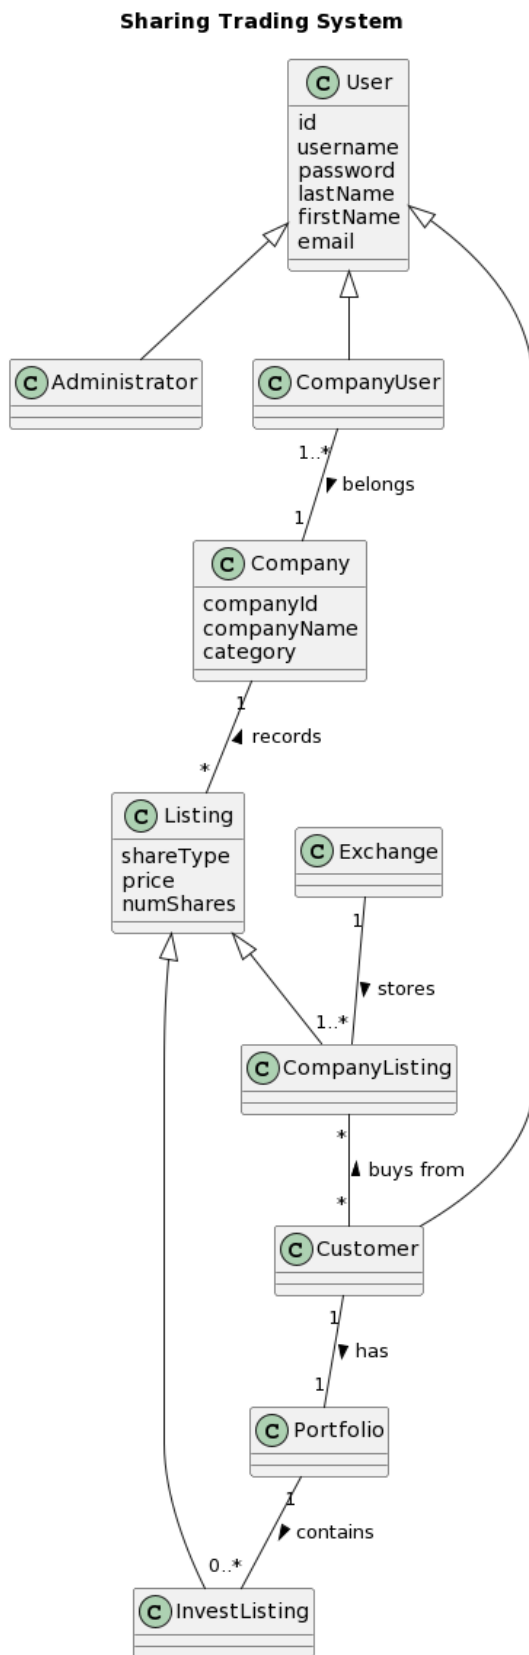 Sharing Trading System
C User
id
username
password
lastName
firstName
email
C Administrator
C CompanyUser
1..*
belongs
1
C Company
companyId
companyName
category
1
records
*
C Listing
shareType
price
numShares
C Exchange
1
stores
1..*
C CompanyListing
*
buys from
*
C Customer
1
has
1
C Portfolio
1
contains
0..*
C InvestListing